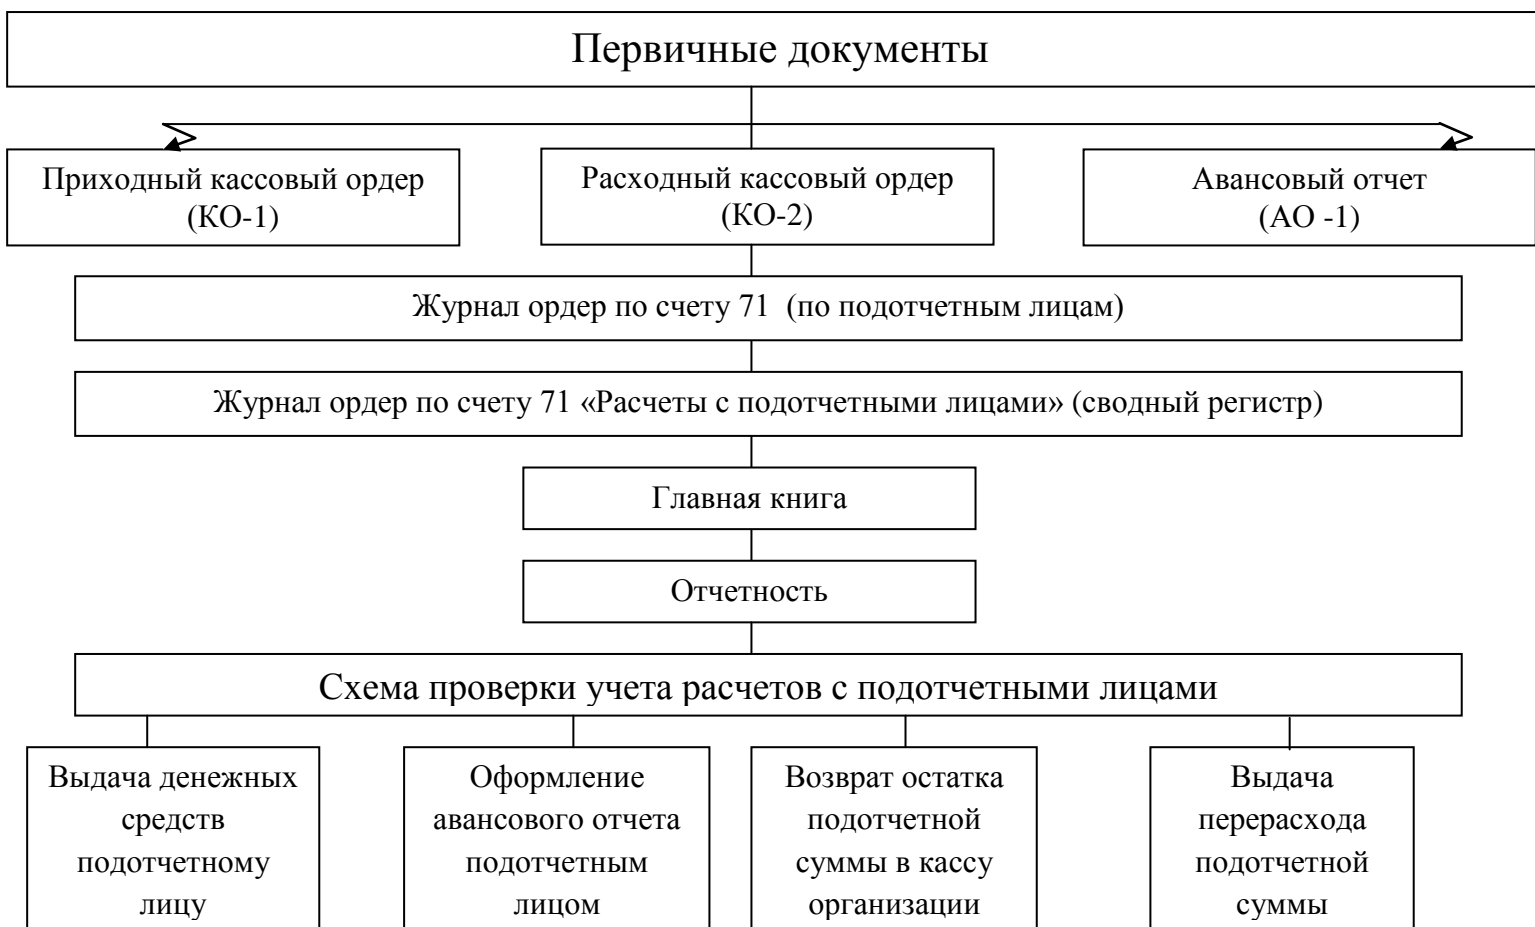 Первичные документы
Приходный кассовый ордер
(КО-1)
Расходный кассовый ордер
(КО-2)
Авансовый отчет
(АО -1)
Журнал ордер по счету 71 (по подотчетным лицам)
Журнал ордер по счету 71 «Расчеты с подотчетными лицами» (сводный регистр)
Главная книга
Отчетность
Схема проверки учета расчетов с подотчетными лицами
Выдача денежных
средств
подотчетному
лицу
Оформление
авансового отчета
подотчетным
лицом
Возврат остатка
подотчетной
суммы в кассу
организации
Выдача
перерасхода
подотчетной
суммы